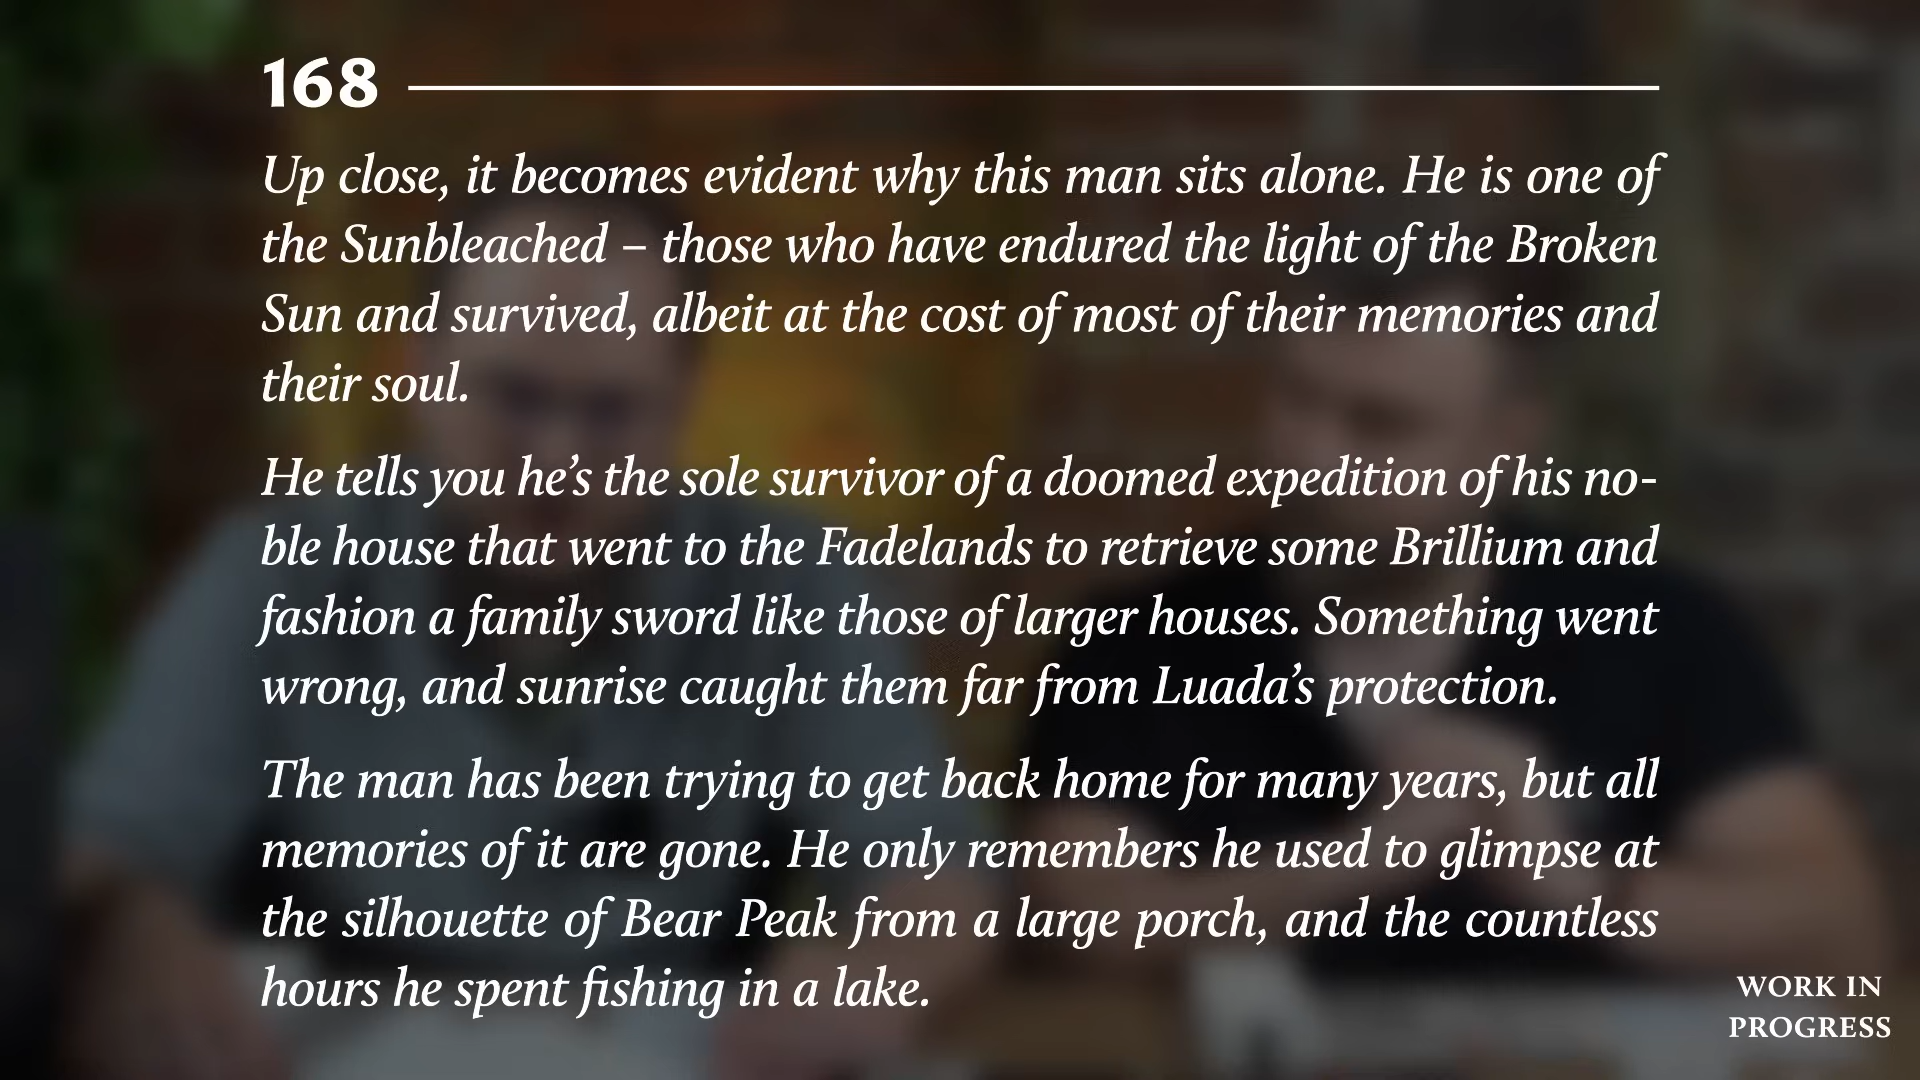 168
Up close, it becomes evident why this man sits alone. He is one of
the Sunbleached – those who have endured the light of the Broken
Sun and survived, albeit at the cost of most of their memories and
their soul.
He tells you he’s the sole survivor of a doomed expedition of his no-
ble house that went to the Fadelands to retrieve some Brillium and
fashion a family sword like those of larger houses. Something went
wrong, and sunrise caught them far from Luada’s protection.
The man has been trying to get back home for many years, but all
memories of it are gone. He only remembers he used to glimpse at
the silhouette of Bear Peak from a large porch, and the countless
hours he spent fishing in a lake.
WORK IN
PROGRESS